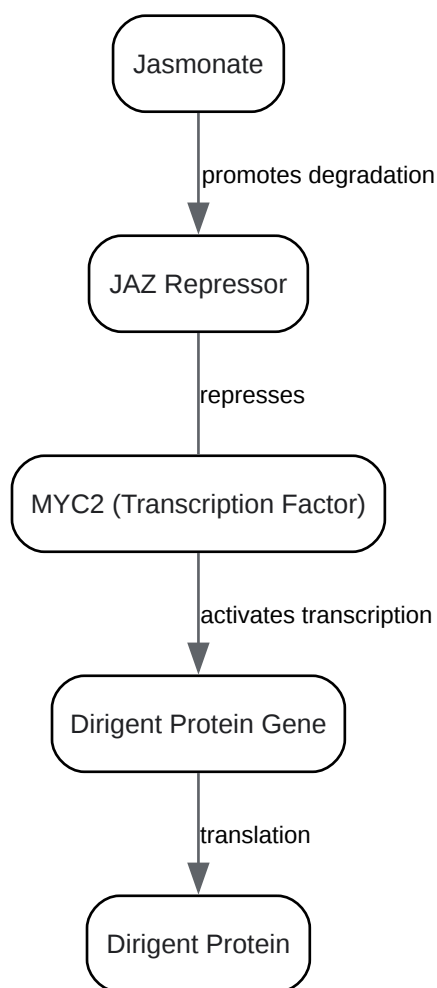 Jasmonate
promotes degradation
JAZ Repressor
represses
MYC2 (Transcription Factor)
activates transcription
Dirigent Protein Gene
translation
Dirigent Protein